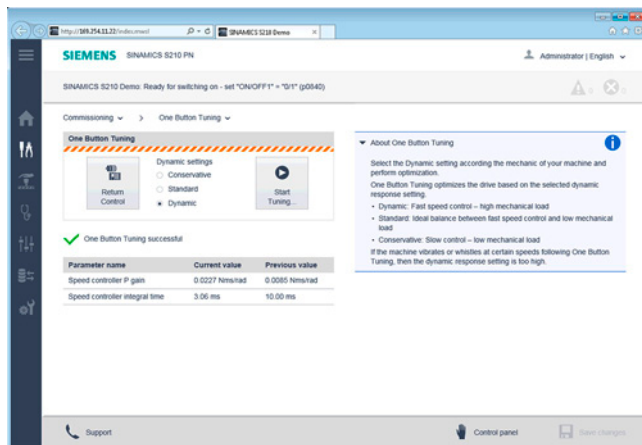 http://169.254.11.22/index.mwsl
SINAMICS S210 Demo
SIEMENS SINAMICS S210 PN
Administrator | English
SINAMICS S210 Demo: Ready for switching on - set "ON/OFF1" = "0/1" (p0840)
0 0
Commissioning > One Button Tuning
One Button Tuning
Dynamic settings
Conservative
Standard
Dynamic
Return
Control
Start
Tuning...
One Button Tuning successful
Parameter name Current value Previous value
Speed controller P gain 0.0227 Nms/rad 0.0085 Nms/rad
Speed controller integral time 3.06 ms 10.00 ms
About One Button Tuning
Select the Dynamic setting according the mechanic of your machine and
perform optimization.
One Button Tuning optimizes the drive based on the selected dynamic
response setting.
• Dynamic: Fast speed control – high mechanical load
• Standard: Ideal balance between fast speed control and low mechanical
load
• Conservative: Slow control – low mechanical load
If the machine vibrates or whistles at certain speeds following One Button
Tuning, then the dynamic response setting is too high.
Support
Control panel
Save changes